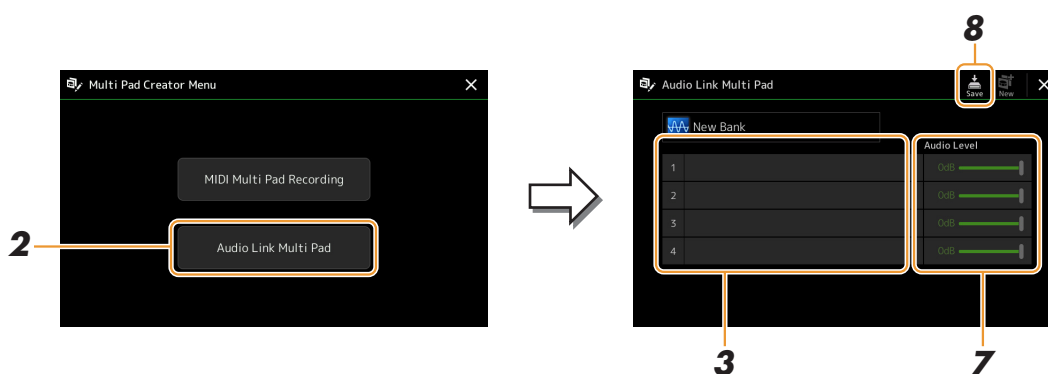 8
Multi Pad Creator Menu
Audio Link Multi Pad
Save
New
New Bank
Audio Level
MIDI Multi Pad Recording
1
0dB
2
0dB
2
Audio Link Multi Pad
3
0dB
4
0dB
3
7